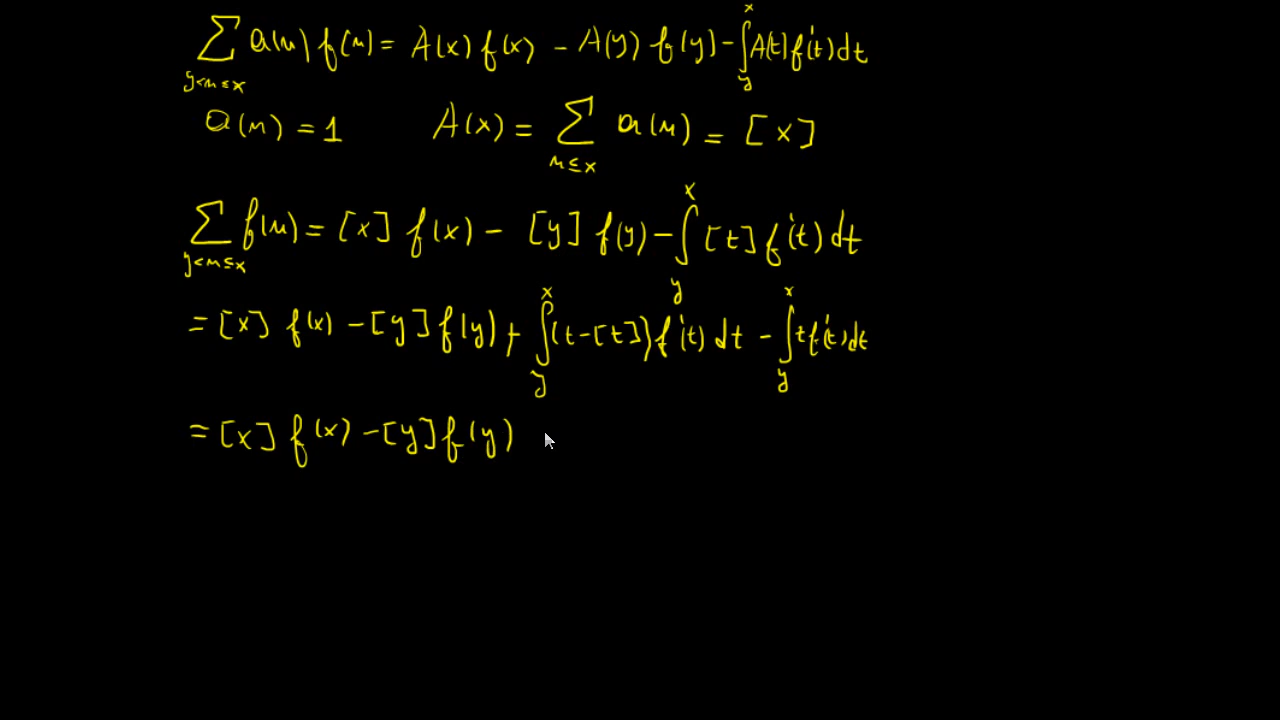 ∑_{y<n≤x} a(n) f(n) = A(x) f(x) - A(y) f(y) - ∫_y^x A(t) f'(t) dt
a(n) = 1 A(x) = ∑_{n≤x} a(n) = [x]
∑_{y<n≤x} f(n) = [x] f(x) - [y] f(y) - ∫_y^x [t] f'(t) dt
= [x] f(x) - [y] f(y) + ∫_y^x (t-[t]) f'(t) dt - ∫_y^x t f'(t) dt
= [x] f(x) - [y] f(y)